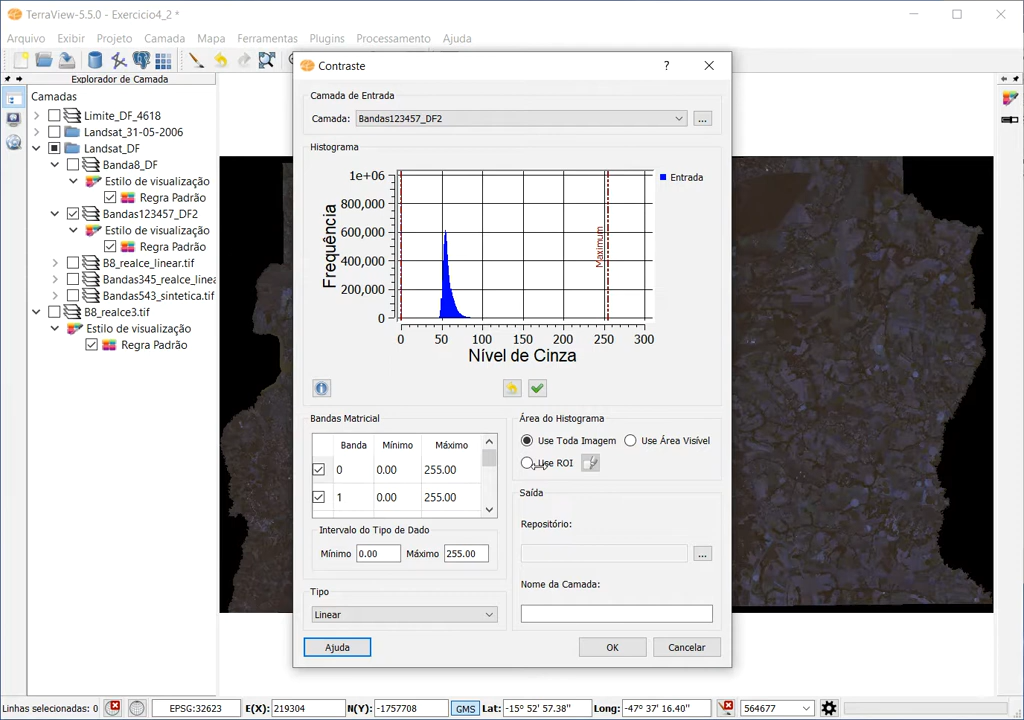 TerraView-5.5.0 - Exercicio4_2 *
Arquivo Exibir Projeto Camada Mapa Ferramentas Plugins Processamento Ajuda
Explorador de Camada
Camadas
Limite_DF_4618
Landsat_31-05-2006
Landsat_DF
Banda8_DF
Estilo de visualização
Regra Padrão
Bandas123457_DF2
Estilo de visualização
Regra Padrão
B8_realce_linear.tif
Bandas345_realce_linea
Bandas543_sintetica.tif
B8_realce3.tif
Estilo de visualização
Regra Padrão
Contraste
?
Camada de Entrada
Camada: Bandas123457_DF2 ...
Histograma
Entrada
1e+06
800,000
600,000
400,000
200,000
0
Frequência
Maximum
0 50 100 150 200 250 300
Nível de Cinza
Bandas Matricial
Banda Mínimo Máximo
0 0.00 255.00
1 0.00 255.00
Intervalo do Tipo de Dado
Mínimo 0.00 Máximo 255.00
Tipo
Linear
Área do Histograma
Use Toda Imagem Use Área Visível
Use ROI
Saída
Repositório:
...
Nome da Camada:
Ajuda OK Cancelar
Linhas selecionadas: 0 EPSG:32623 E(X): 219304 N(Y): -1757708 GMS Lat: -15° 52' 57.38'' Long: -47° 37' 16.40'' 564677